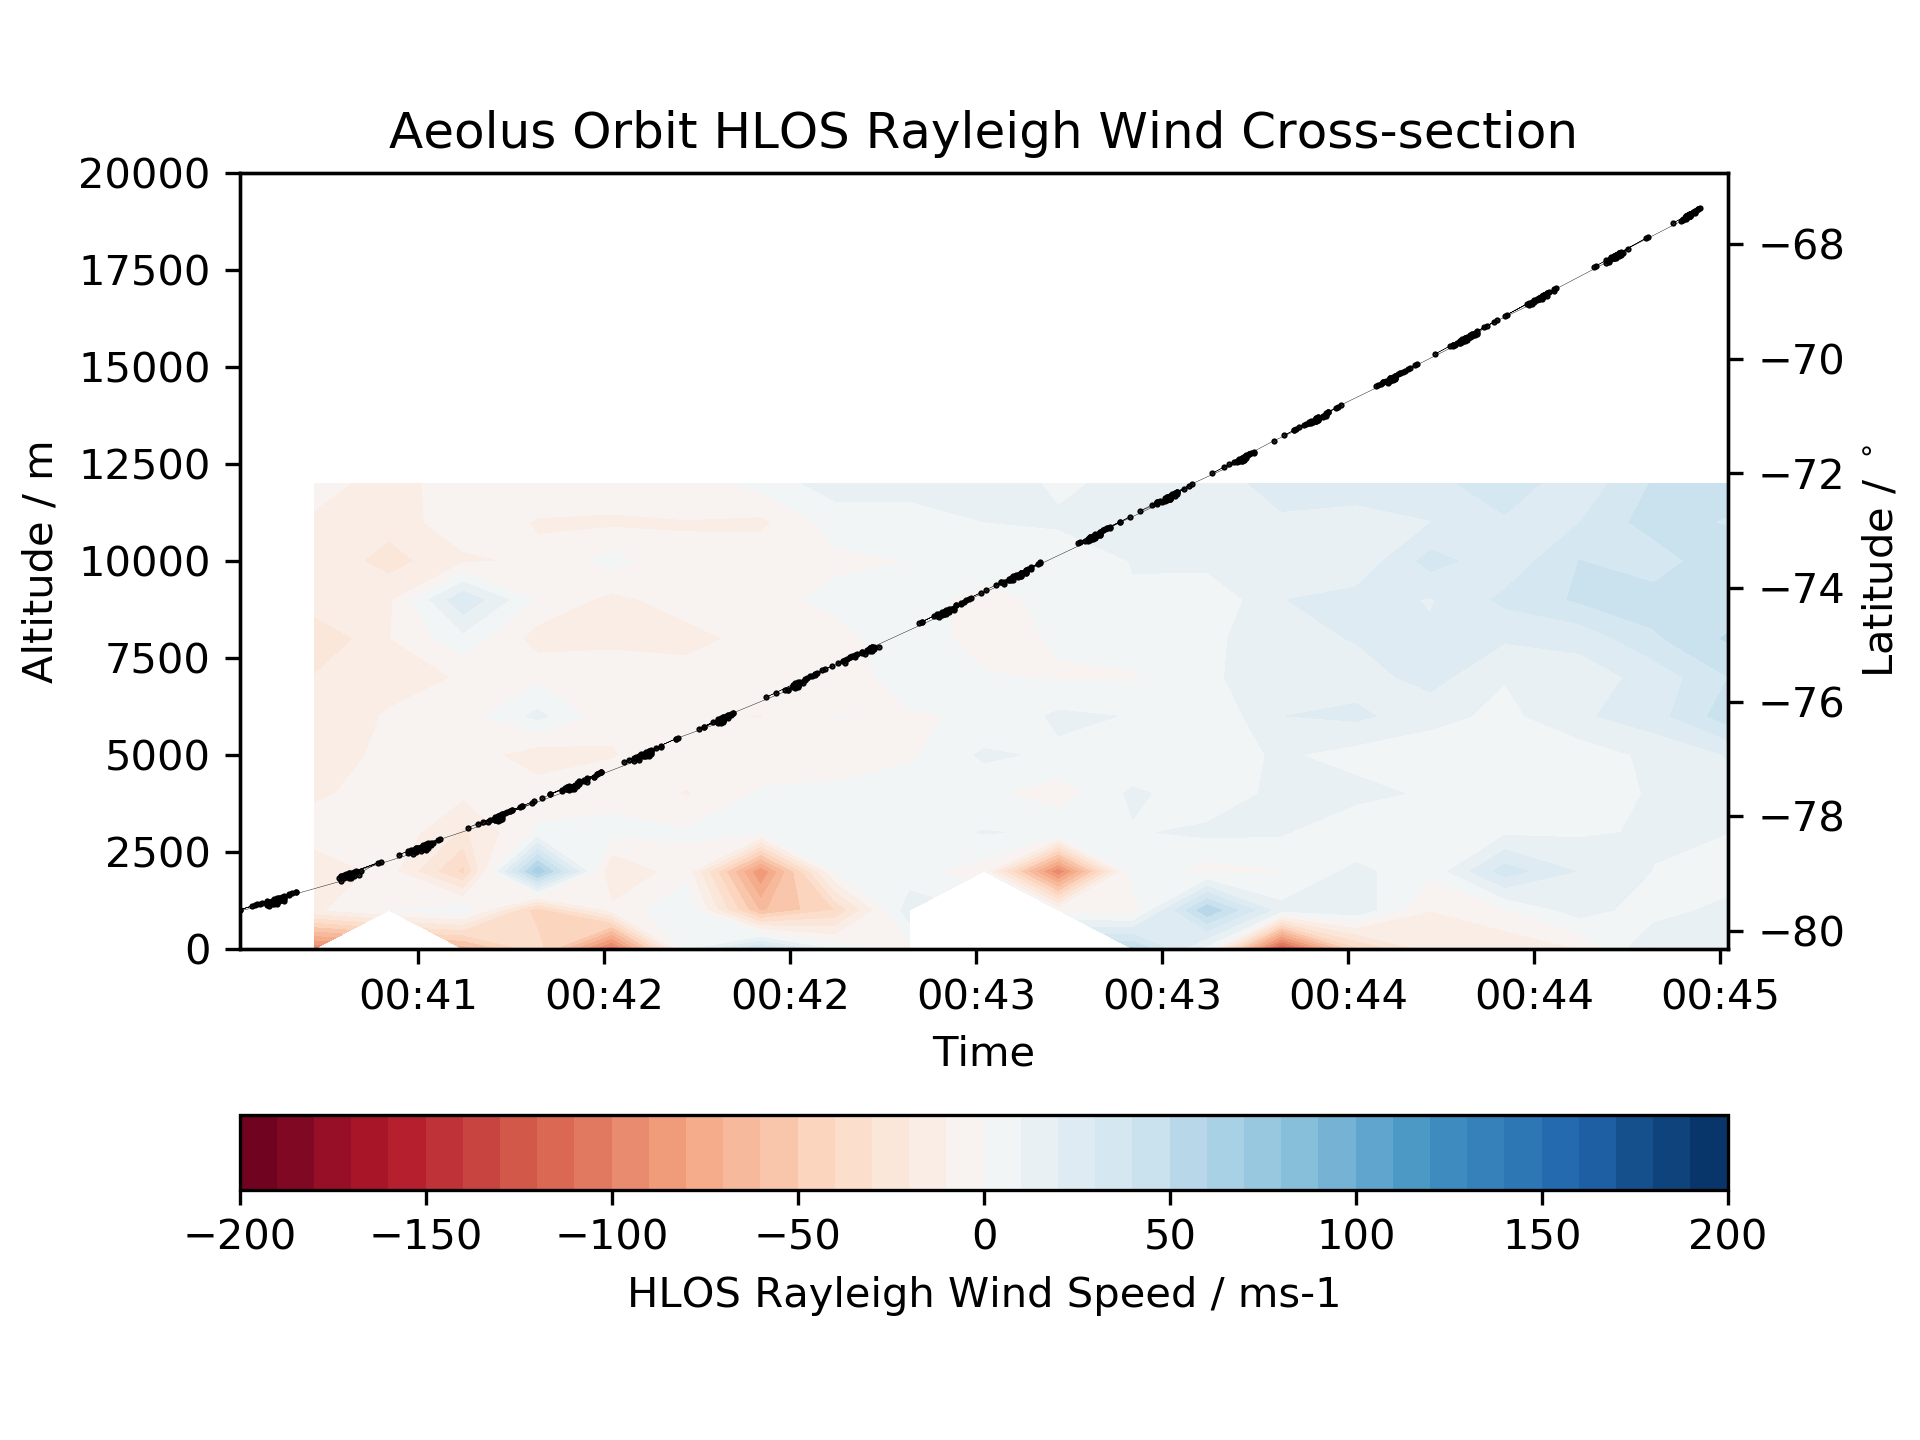 Aeolus Orbit HLOS Rayleigh Wind Cross-section
20000
17500
15000
12500
10000
7500
5000
2500
0
Altitude / m
−68
−70
−72
−74
−76
−78
−80
Latitude / °
00:41 00:42 00:42 00:43 00:43 00:44 00:44 00:45
Time
−200 −150 −100 −50 0 50 100 150 200
HLOS Rayleigh Wind Speed / ms-1